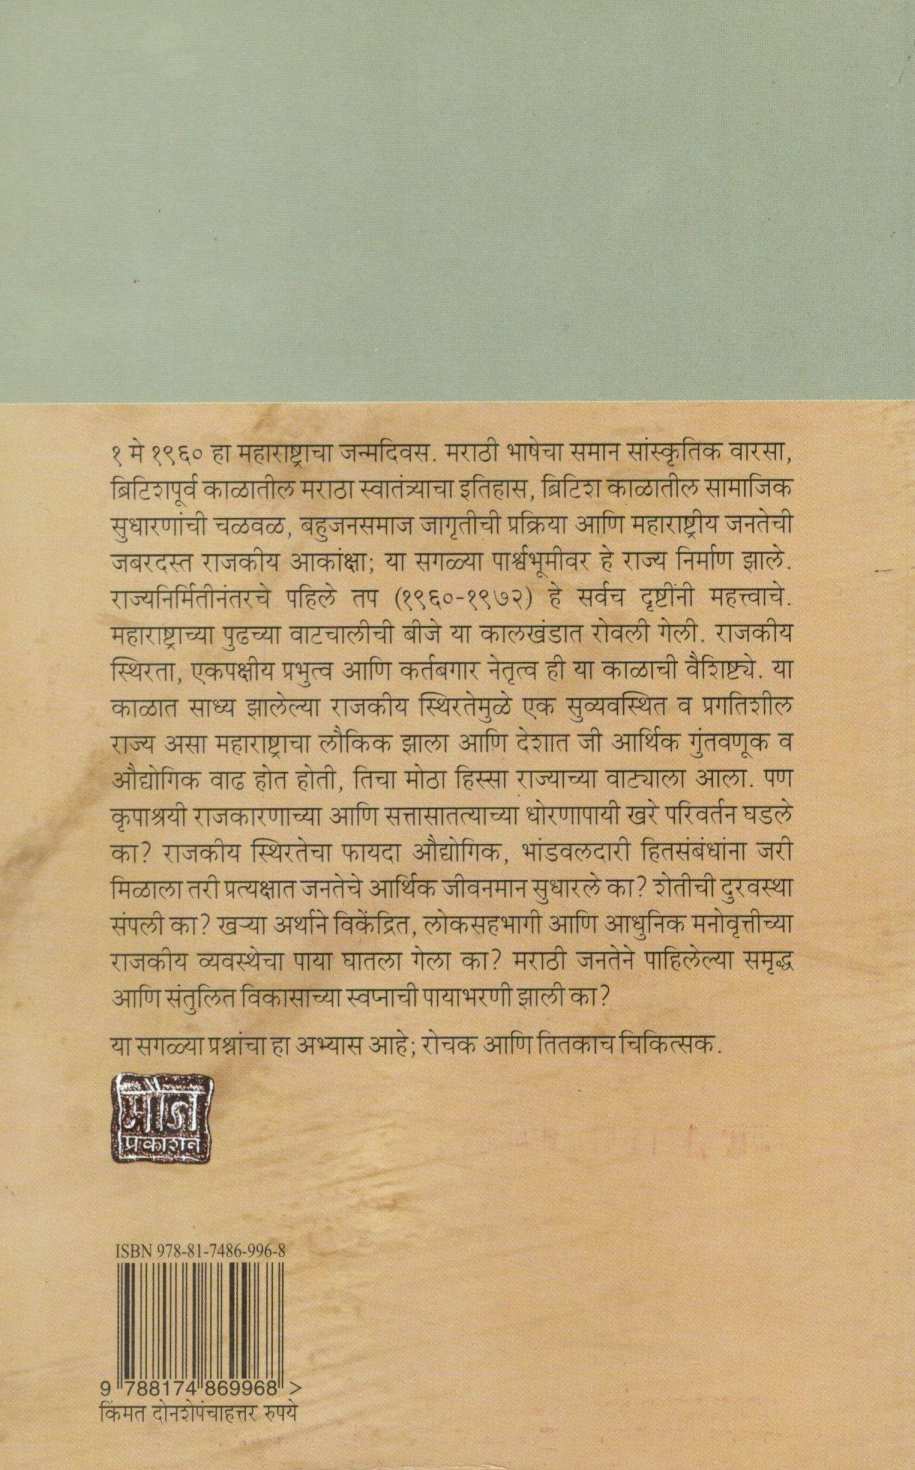 १ मे १९६० हा महाराष्ट्राचा जन्मदिवस. मराठी भाषेचा समान सांस्कृतिक वारसा,
ब्रिटिशपूर्व काळातील मराठा स्वातंत्र्याचा इतिहास, ब्रिटिश काळातील सामाजिक
सुधारणांची चळवळ, बहुजनसमाज जागृतीची प्रक्रिया आणि महाराष्ट्रीय जनतेची
जबरदस्त राजकीय आकांक्षा; या सगळ्या पार्श्वभूमीवर हे राज्य निर्माण झाले.
राज्यनिर्मितीनंतरचे पहिले तप (१९६०-१९७२) हे सर्वच दृष्टींनी महत्त्वाचे.
महाराष्ट्राच्या पुढच्या वाटचालीची बीजे या कालखंडात रोवली गेली. राजकीय
स्थिरता, एकपक्षीय प्रभुत्व आणि कर्तबगार नेतृत्व ही या काळाची वैशिष्ट्ये. या
काळात साध्य झालेल्या राजकीय स्थिरतेमुळे एक सुव्यवस्थित व प्रगतिशील
राज्य असा महाराष्ट्राचा लौकिक झाला आणि देशात जी आर्थिक गुंतवणूक व
औद्योगिक वाढ होत होती, तिचा मोठा हिस्सा राज्याच्या वाट्याला आला. पण
कृपाश्रयी राजकारणाच्या आणि सत्तासातत्याच्या धोरणापायी खरे परिवर्तन घडले
का? राजकीय स्थिरतेचा फायदा औद्योगिक, भांडवलदारी हितसंबंधांना जरी
मिळाला तरी प्रत्यक्षात जनतेचे आर्थिक जीवनमान सुधारले का? शेतीची दुरवस्था
संपली का? खऱ्या अर्थाने विकेंद्रित, लोकसहभागी आणि आधुनिक मनोवृत्तीच्या
राजकीय व्यवस्थेचा पाया घातला गेला का? मराठी जनतेने पाहिलेल्या समृद्ध
आणि संतुलित विकासाच्या स्वप्नाची पायाभरणी झाली का?
या सगळ्या प्रश्नांचा हा अभ्यास आहे; रोचक आणि तितकाच चिकित्सक.
मौज
प्रकाशन
ISBN 978-81-7486-996-8
9 788174 869968 >
किंमत दोनशेपंचाहत्तर रुपये